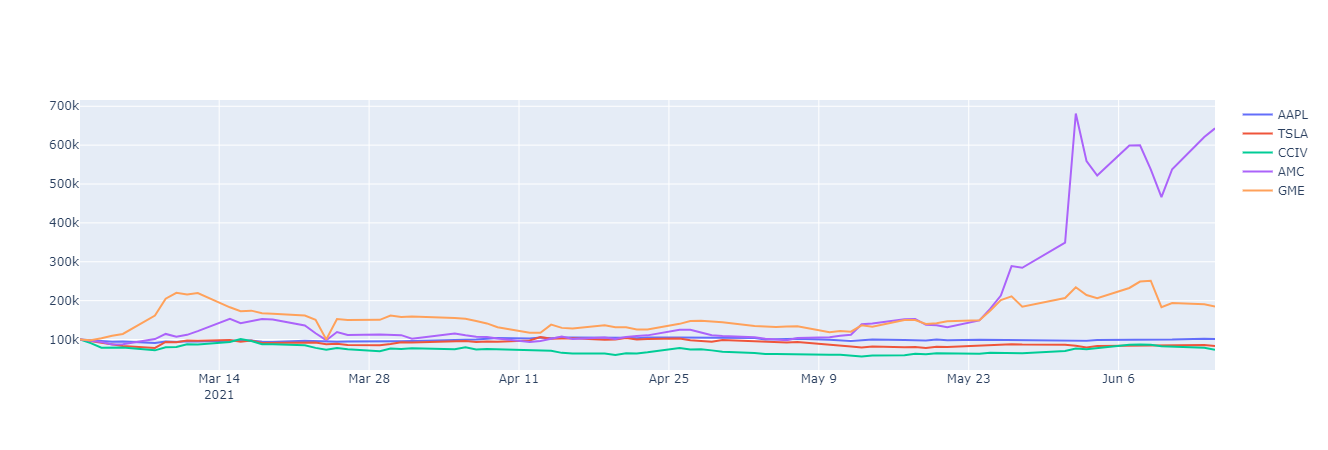 700k
600k
500k
400k
300k
200k
100k
Mar 14
2021
Mar 28
Apr 11
Apr 25
May 9
May 23
Jun 6
AAPL
TSLA
CCIV
AMC
GME